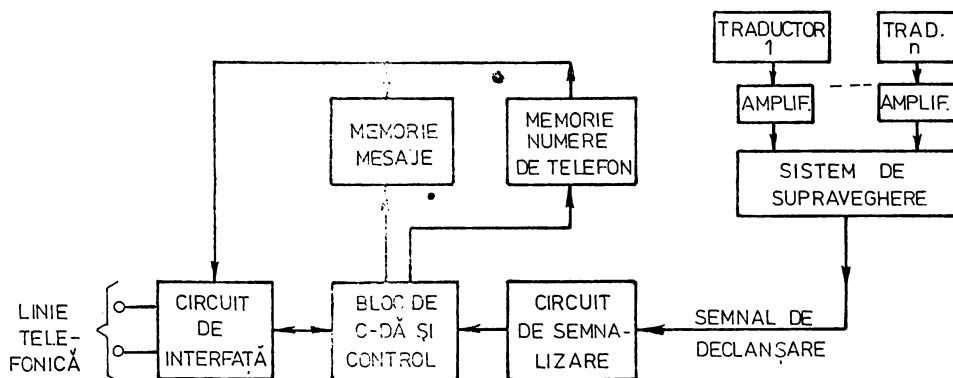 TRADUCTOR
1
TRAD.
n
AMPLIF.
AMPLIF.
SISTEM DE
SUPRAVEGHERE
MEMORIE
MESAJE
MEMORIE
NUMERE
DE TELEFON
LINIE
TELE-
FONICĂ
CIRCUIT
DE
INTERFAȚĂ
BLOC DE
C-DĂ ȘI
CONTROL
CIRCUIT
DE SEMNA-
LIZARE
SEMNAL DE
DECLANȘARE